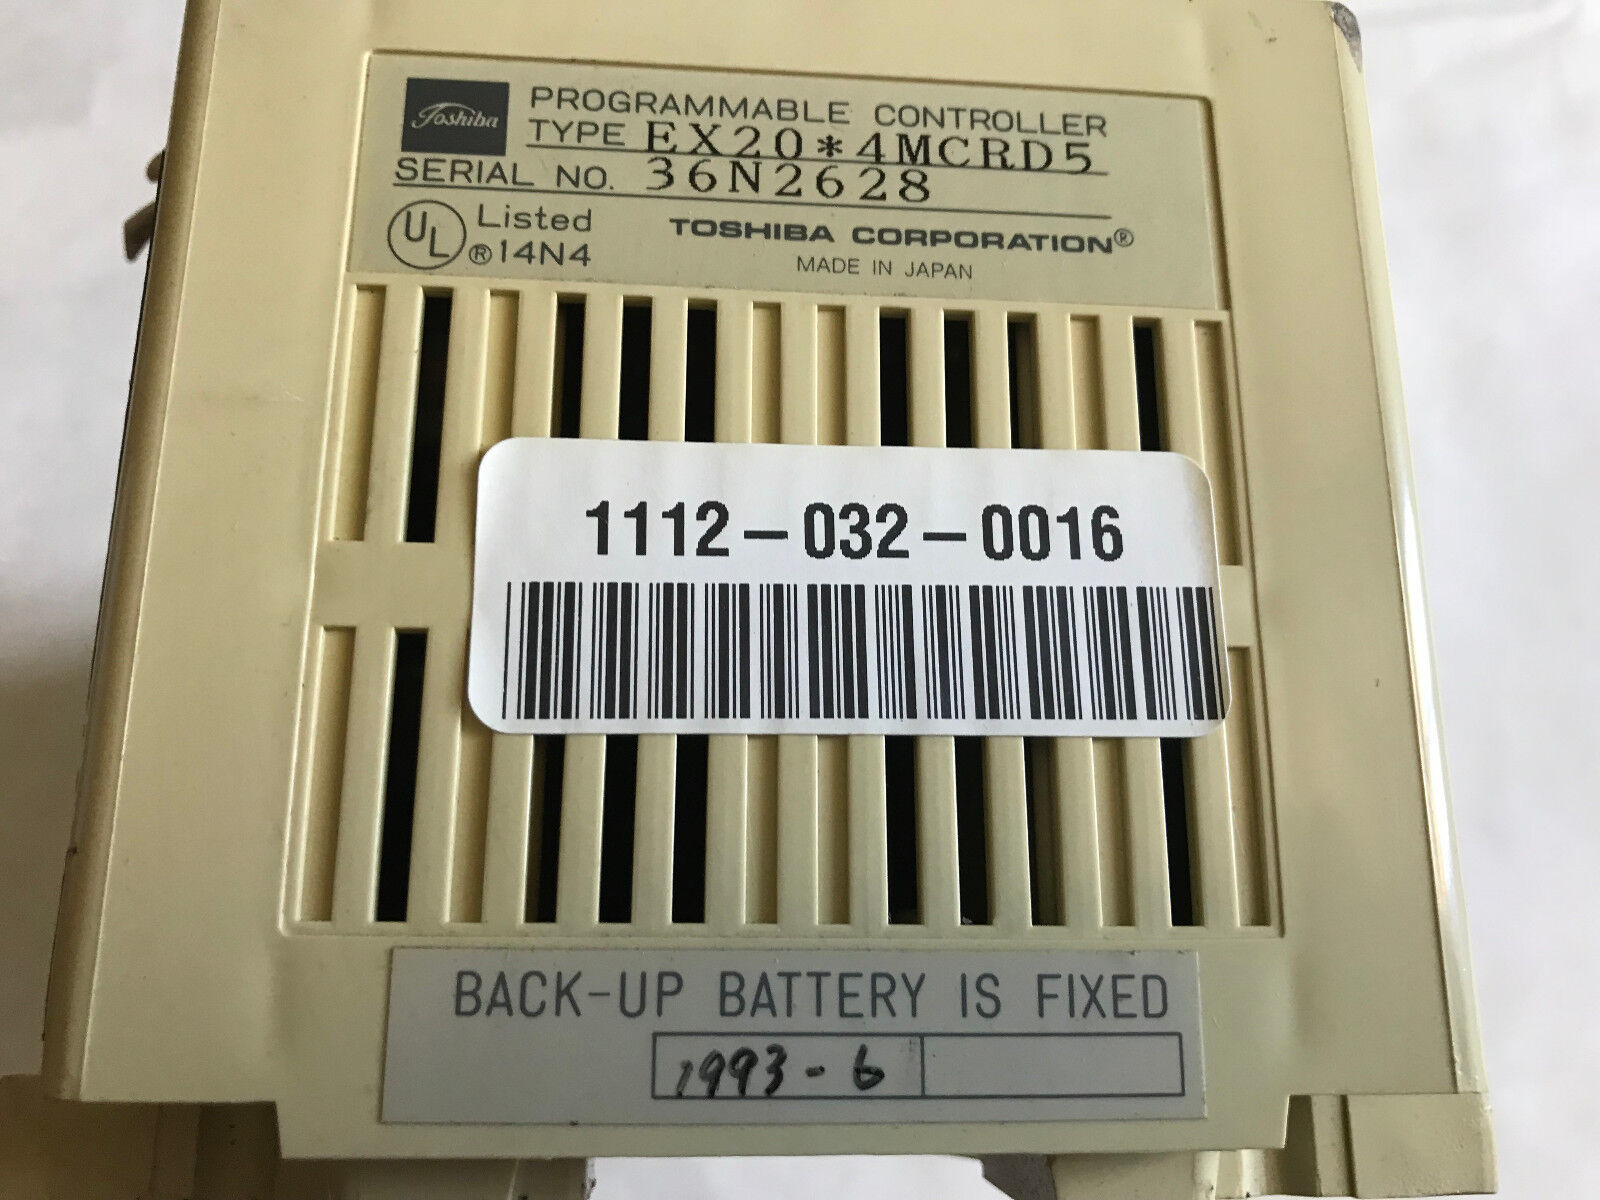 Toshiba
PROGRAMMABLE CONTROLLER
TYPE EX20*4MCRD5
SERIAL NO. 36N2628
UL Listed
®14N4
TOSHIBA CORPORATION®
MADE IN JAPAN
1112-032-0016
BACK-UP BATTERY IS FIXED
1993-6